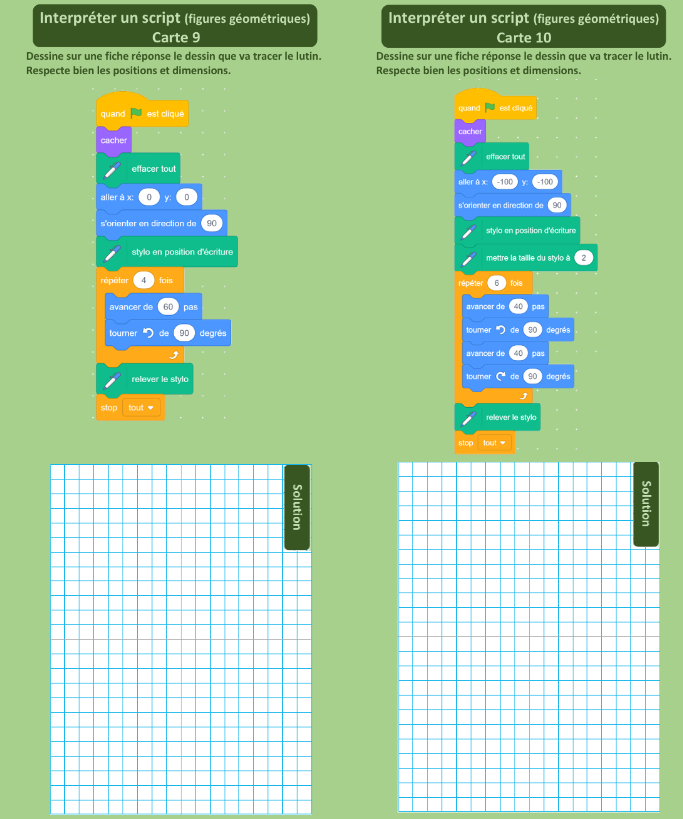 Interpréter un script (figures géométriques)
Carte 9
Dessine sur une fiche réponse le dessin que va tracer le lutin.
Respecte bien les positions et dimensions.
quand est cliqué
cacher
effacer tout
aller à x: 0 y: 0
s'orienter en direction de 90
stylo en position d'écriture
répéter 4 fois
avancer de 60 pas
tourner de 90 degrés
relever le stylo
stop tout
Solution
Interpréter un script (figures géométriques)
Carte 10
Dessine sur une fiche réponse le dessin que va tracer le lutin.
Respecte bien les positions et dimensions.
quand est cliqué
cacher
effacer tout
aller à x: -100 y: -100
s'orienter en direction de 90
stylo en position d'écriture
mettre la taille du stylo à 2
répéter 6 fois
avancer de 40 pas
tourner de 90 degrés
avancer de 40 pas
tourner de 90 degrés
relever le stylo
stop tout
Solution